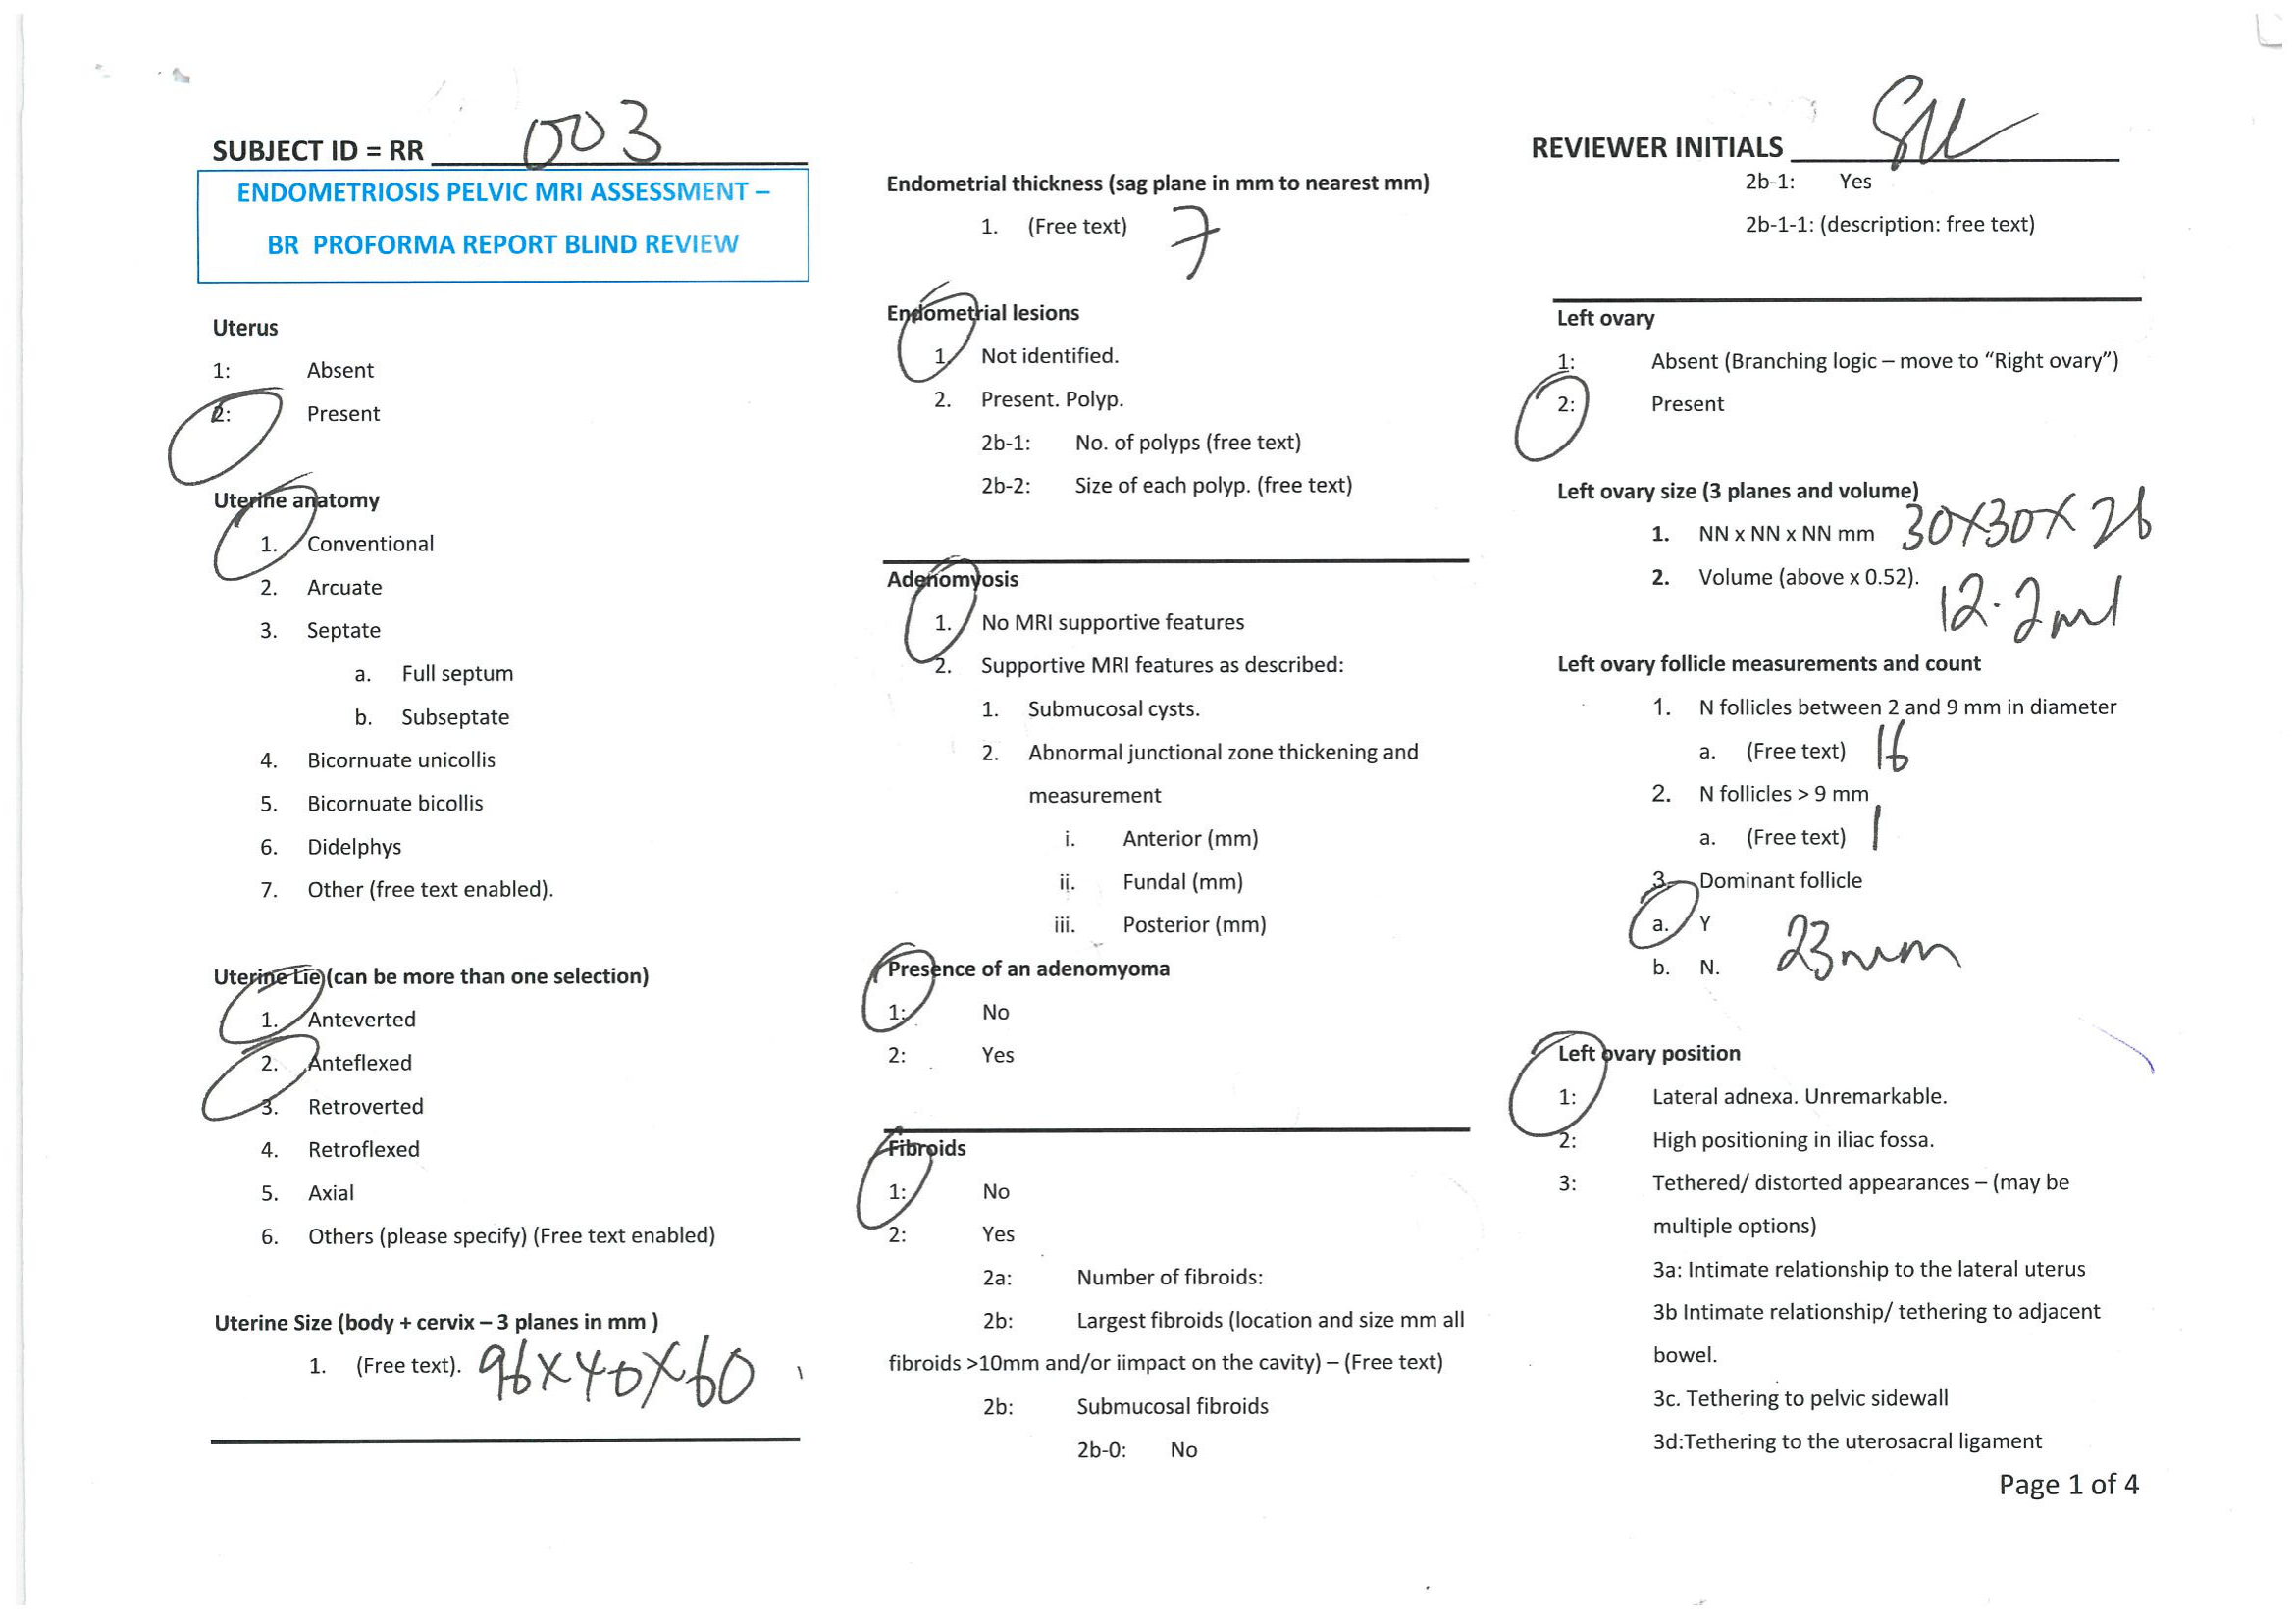 SUBJECT ID = RR 003
ENDOMETRIOSIS PELVIC MRI ASSESSMENT –
BR PROFORMA REPORT BLIND REVIEW
Uterus
1: Absent
2: Present
Uterine anatomy
1. Conventional
2. Arcuate
3. Septate
a. Full septum
b. Subseptate
4. Bicornuate unicollis
5. Bicornuate bicollis
6. Didelphys
7. Other (free text enabled).
Uterine Lie (can be more than one selection)
1. Anteverted
2. Anteflexed
3. Retroverted
4. Retroflexed
5. Axial
6. Others (please specify) (Free text enabled)
Uterine Size (body + cervix – 3 planes in mm )
1. (Free text). 96X40X60
Endometrial thickness (sag plane in mm to nearest mm)
1. (Free text) 7
Endometrial lesions
1. Not identified.
2. Present. Polyp.
2b-1: No. of polyps (free text)
2b-2: Size of each polyp. (free text)
Adenomyosis
1. No MRI supportive features
2. Supportive MRI features as described:
1. Submucosal cysts.
2. Abnormal junctional zone thickening and
measurement
i. Anterior (mm)
ii. Fundal (mm)
iii. Posterior (mm)
Presence of an adenomyoma
1: No
2: Yes
Fibroids
1: No
2: Yes
2a: Number of fibroids:
2b: Largest fibroids (location and size mm all
fibroids >10mm and/or iimpact on the cavity) – (Free text)
2b: Submucosal fibroids
2b-0: No
REVIEWER INITIALS
2b-1: Yes
2b-1-1: (description: free text)
Left ovary
1: Absent (Branching logic – move to “Right ovary”)
2: Present
Left ovary size (3 planes and volume)
1. NN x NN x NN mm 30X30X26
2. Volume (above x 0.52). 12.2ml
Left ovary follicle measurements and count
1. N follicles between 2 and 9 mm in diameter
a. (Free text) 16
2. N follicles > 9 mm
a. (Free text) 1
3. Dominant follicle
a. Y
b. N. 23mm
Left ovary position
1: Lateral adnexa. Unremarkable.
2: High positioning in iliac fossa.
3: Tethered/ distorted appearances – (may be
multiple options)
3a: Intimate relationship to the lateral uterus
3b Intimate relationship/ tethering to adjacent
bowel.
3c. Tethering to pelvic sidewall
3d:Tethering to the uterosacral ligament
Page 1 of 4